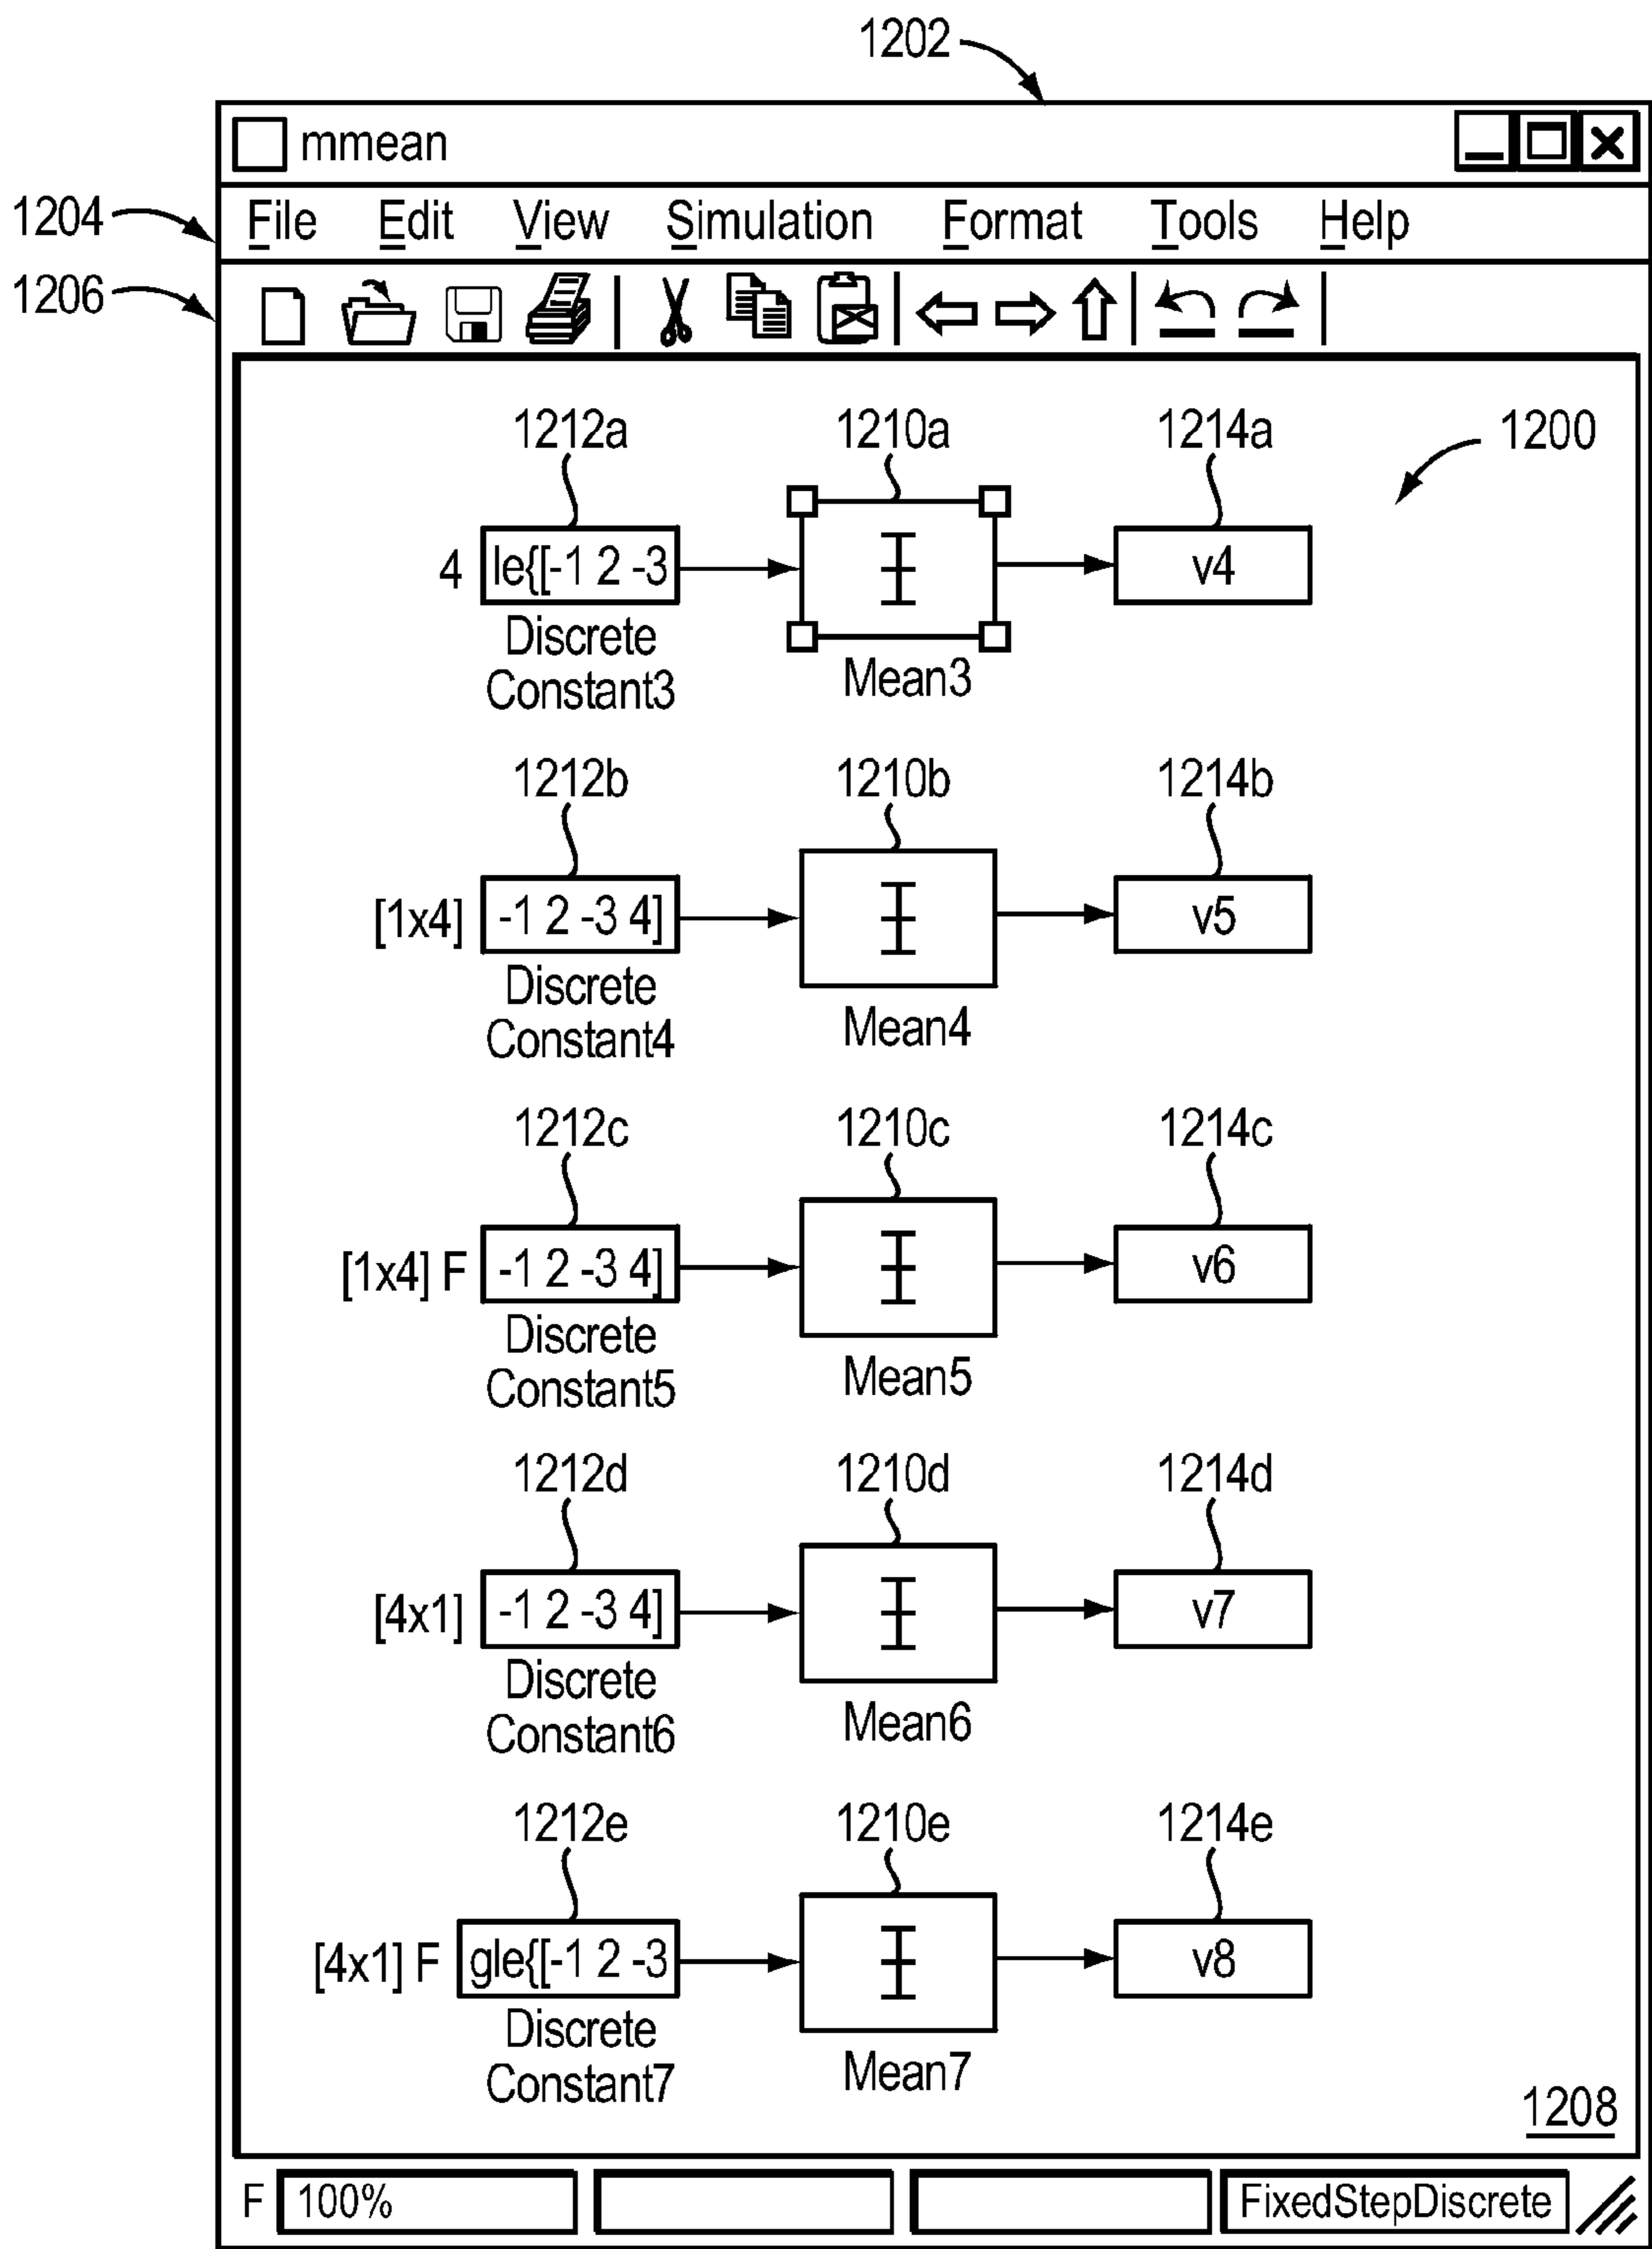 1202
mmean
1204
File Edit View Simulation Format Tools Help
1206
1212a 1210a 1214a 1200
4 le{[-1 2 -3 v4
Discrete
Constant3 Mean3
1212b 1210b 1214b
[1x4] -1 2 -3 4] v5
Discrete
Constant4 Mean4
1212c 1210c 1214c
[1x4] F -1 2 -3 4] v6
Discrete
Constant5 Mean5
1212d 1210d 1214d
[4x1] -1 2 -3 4] v7
Discrete
Constant6 Mean6
1212e 1210e 1214e
[4x1] F gle{[-1 2 -3 v8
Discrete
Constant7 Mean7
1208
F 100% FixedStepDiscrete